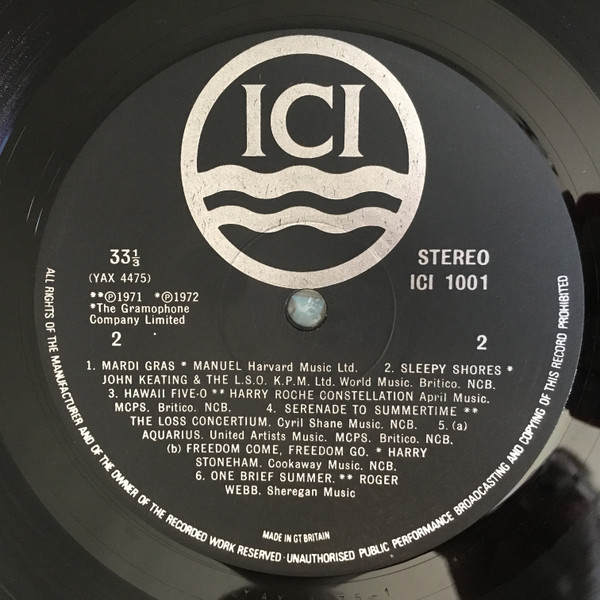 ICI
33⅓
STEREO
(YAX 4475)
ICI 1001
**Ⓟ1971 *Ⓟ1972
*The Gramophone
Company Limited
2
2
1. MARDI GRAS * MANUEL Harvard Music Ltd. 2. SLEEPY SHORES *
JOHN KEATING & THE L.S.O. K.P.M. Ltd. World Music. Britico. NCB.
3. HAWAII FIVE-O ** HARRY ROCHE CONSTELLATION April Music.
MCPS. Britico. NCB. 4. SERENADE TO SUMMERTIME **
THE LOSS CONCERTIUM. Cyril Shane Music. NCB. 5. (a)
AQUARIUS. United Artists Music. MCPS. Britico. NCB.
(b) FREEDOM COME, FREEDOM GO. * HARRY
STONEHAM. Cookaway Music. NCB.
6. ONE BRIEF SUMMER. ** ROGER
WEBB. Sheregan Music
MADE IN GT BRITAIN
ALL RIGHTS OF THE MANUFACTURER AND OF THE OWNER OF THE RECORDED WORK RESERVED · UNAUTHORISED PUBLIC PERFORMANCE BROADCASTING AND COPYING OF THIS RECORD PROHIBITED